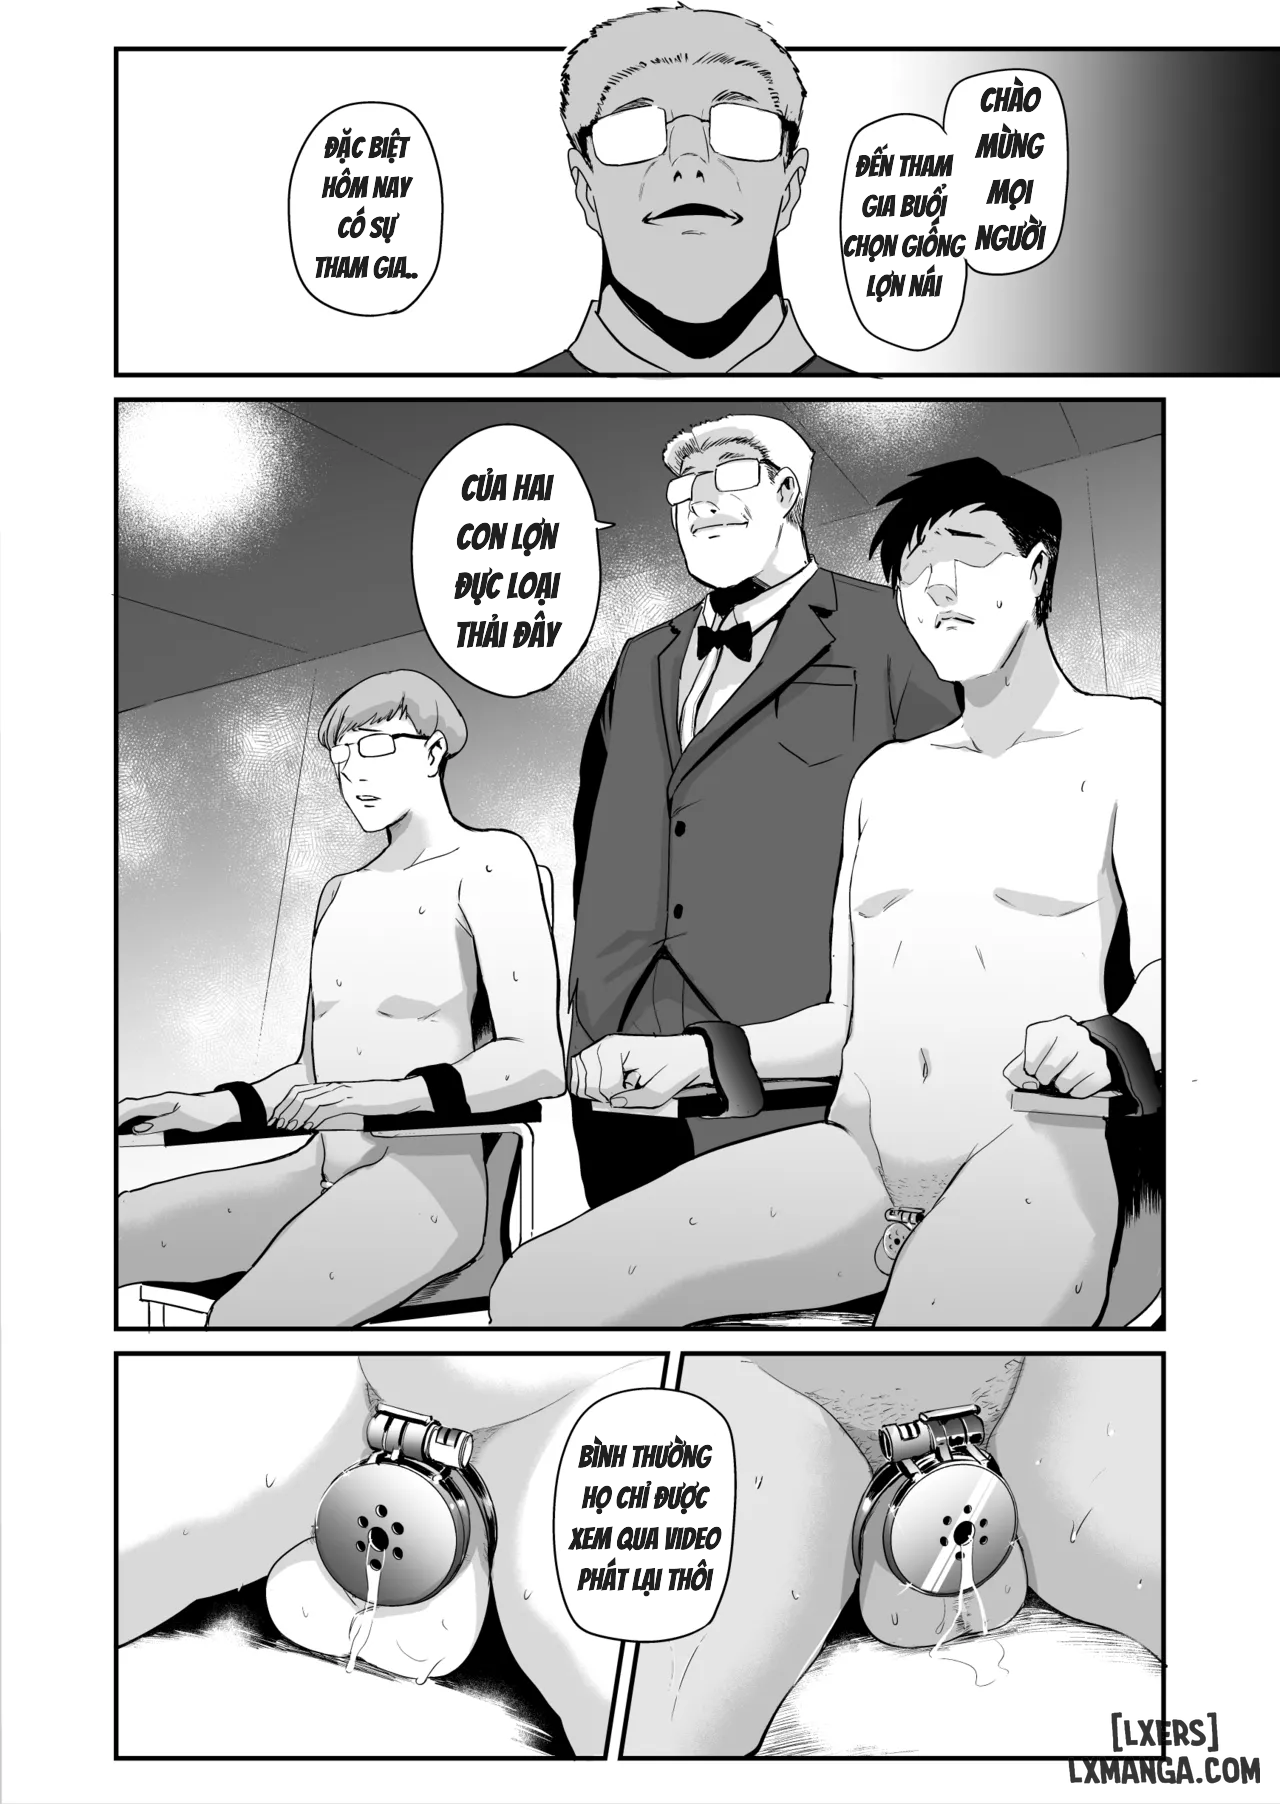 CHÀO
MỪNG
MỌI
NGƯỜI
ĐẾN THAM
GIA BUỔI
CHỌN GIỐNG
LỢN NÁI
ĐẶC BIỆT
HÔM NAY
CÓ SỰ
THAM GIA..
CỦA HAI
CON LỢN
ĐỰC LOẠI
THẢI ĐÂY
BÌNH THƯỜNG
HỌ CHỈ ĐƯỢC
XEM QUA VIDEO
PHÁT LẠI THÔI
[LXERS]
LXMANGA.COM